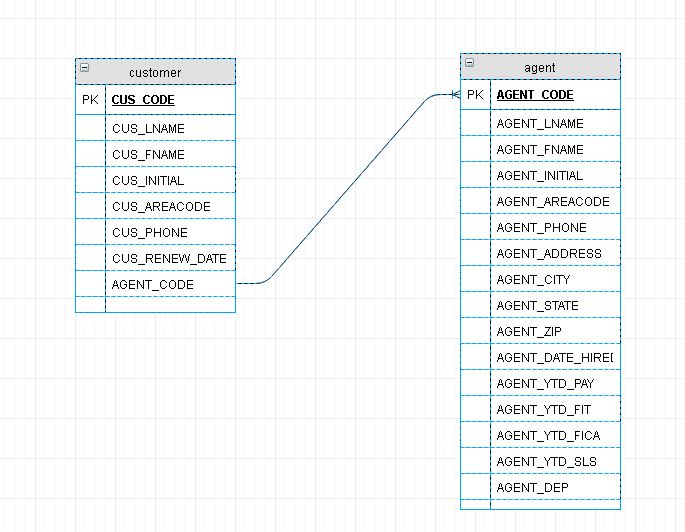 customer
PK CUS_CODE
CUS_LNAME
CUS_FNAME
CUS_INITIAL
CUS_AREACODE
CUS_PHONE
CUS_RENEW_DATE
AGENT_CODE
agent
PK AGENT_CODE
AGENT_LNAME
AGENT_FNAME
AGENT_INITIAL
AGENT_AREACODE
AGENT_PHONE
AGENT_ADDRESS
AGENT_CITY
AGENT_STATE
AGENT_ZIP
AGENT_DATE_HIRE
AGENT_YTD_PAY
AGENT_YTD_FIT
AGENT_YTD_FICA
AGENT_YTD_SLS
AGENT_DEP